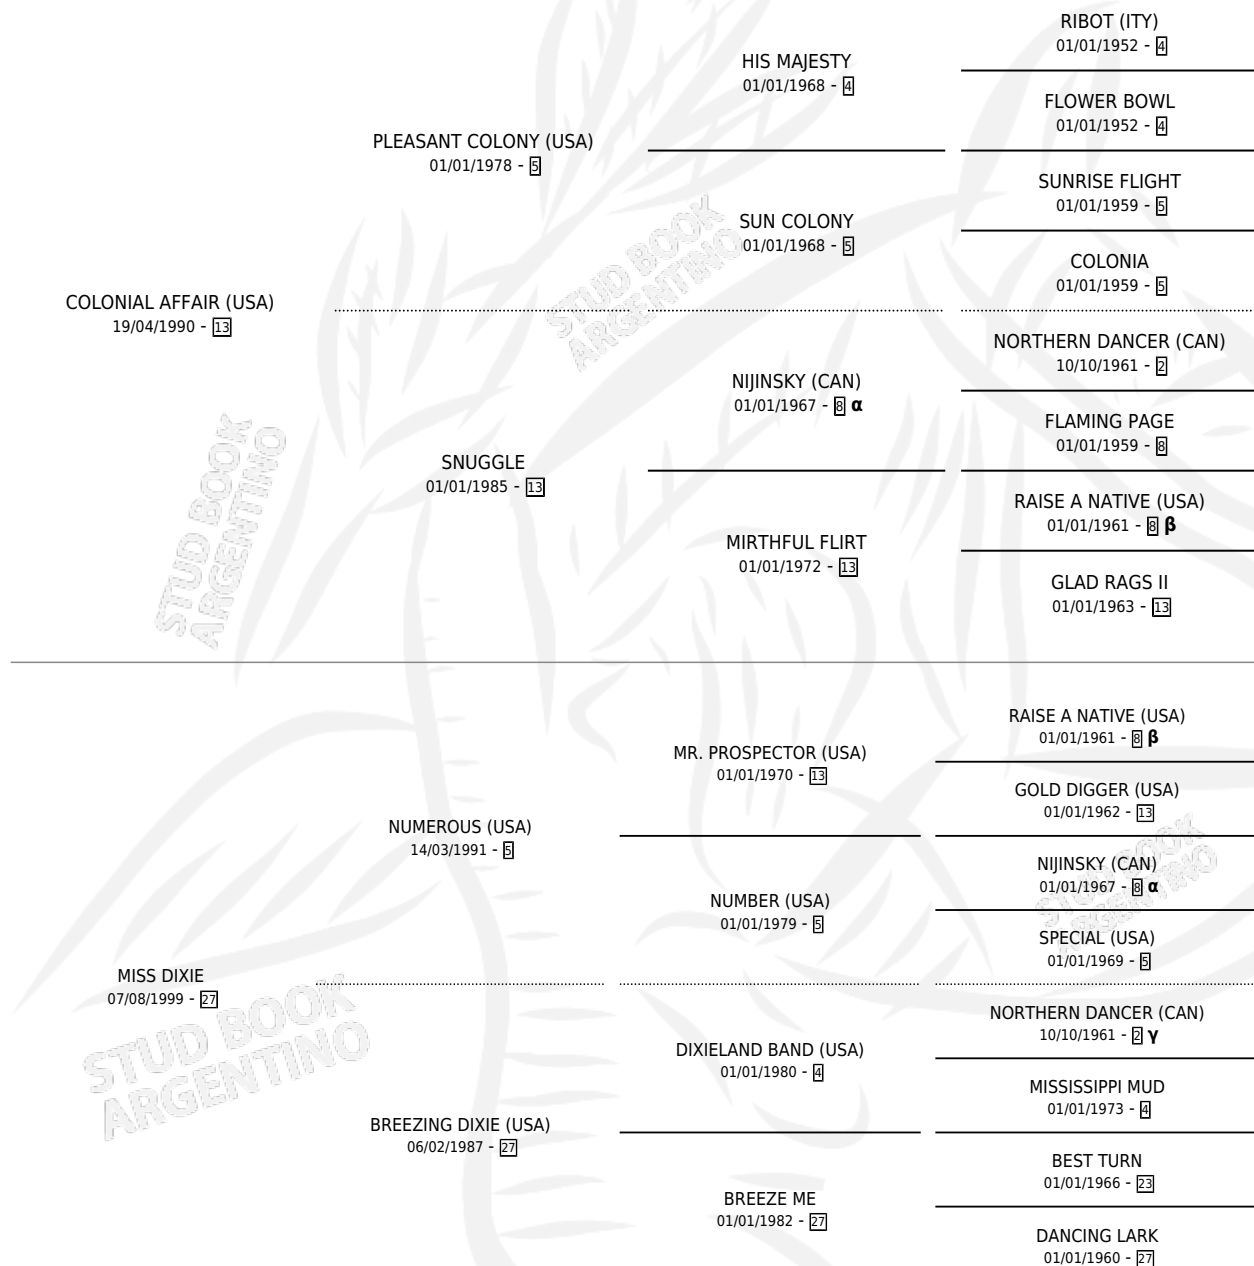 RIBOT (ITY)
01/01/1952 - 4
HIS MAJESTY
01/01/1968 - 4
FLOWER BOWL
01/01/1952 - 4
PLEASANT COLONY (USA)
01/01/1978 - 5
SUNRISE FLIGHT
01/01/1959 - 5
SUN COLONY
01/01/1968 - 5
COLONIA
01/01/1959 - 5
COLONIAL AFFAIR (USA)
19/04/1990 - 13
NORTHERN DANCER (CAN)
10/10/1961 - 2
NIJINSKY (CAN)
01/01/1967 - 8 α
FLAMING PAGE
01/01/1959 - 8
SNUGGLE
01/01/1985 - 13
RAISE A NATIVE (USA)
01/01/1961 - 8 β
MIRTHFUL FLIRT
01/01/1972 - 13
GLAD RAGS II
01/01/1963 - 13
RAISE A NATIVE (USA)
01/01/1961 - 8 β
MR. PROSPECTOR (USA)
01/01/1970 - 13
GOLD DIGGER (USA)
01/01/1962 - 13
NUMEROUS (USA)
14/03/1991 - 5
NIJINSKY (CAN)
01/01/1967 - 8 α
NUMBER (USA)
01/01/1979 - 5
SPECIAL (USA)
01/01/1969 - 5
MISS DIXIE
07/08/1999 - 27
NORTHERN DANCER (CAN)
10/10/1961 - 2 γ
DIXIELAND BAND (USA)
01/01/1980 - 4
MISSISSIPPI MUD
01/01/1973 - 4
BREEZING DIXIE (USA)
06/02/1987 - 27
BEST TURN
01/01/1966 - 23
BREEZE ME
01/01/1982 - 27
DANCING LARK
01/01/1960 - 27
STUD BOOK
ARGENTINO
STUD BOOK
ARGENTINO
STUD BOOK
ARGENTINO
STUD BOOK
ARGENTINO